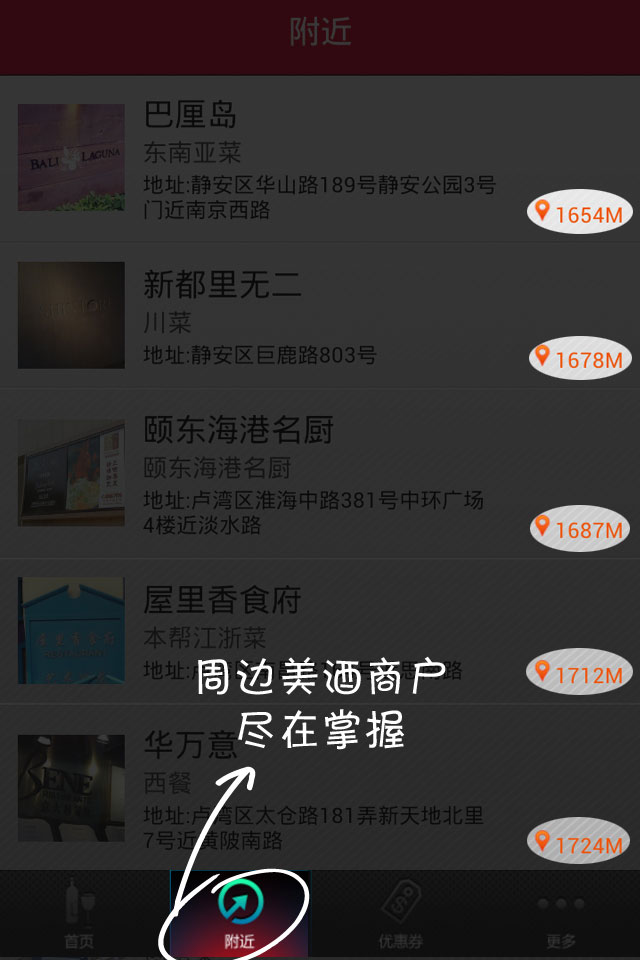 附近
巴厘岛
东南亚菜
地址:静安区华山路189号静安公园3号
门近南京西路
BALI LAGUNA
1654M
新都里无二
川菜
地址:静安区巨鹿路803号
1678M
颐东海港名厨
颐东海港名厨
地址:卢湾区淮海中路381号中环广场
4楼近淡水路
1687M
屋里香食府
本帮江浙菜
地址:卢
路
屋里香食府
RESTAURANT
1712M
周边美酒商户
尽在掌握
华万意
西餐
地址:卢湾区太仓路181弄新天地北里
7号近黄陂南路
1724M
首页
附近
优惠券
更多